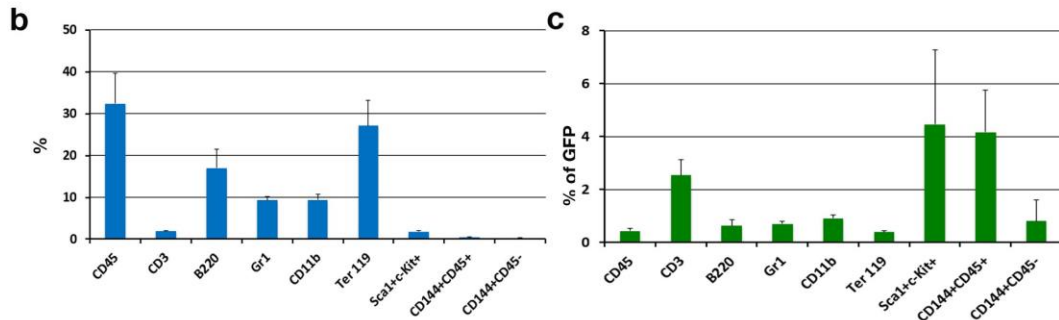 b
%
50
40
30
20
10
0
CD45
CD3
B220
Gr1
CD11b
Ter 119
Sca1+c-Kit+
CD144+CD45+
CD144+CD45-
c
% of GFP
8
6
4
2
0
CD45
CD3
B220
Gr1
CD11b
Ter 119
Sca1+c-Kit+
CD144+CD45+
CD144+CD45-